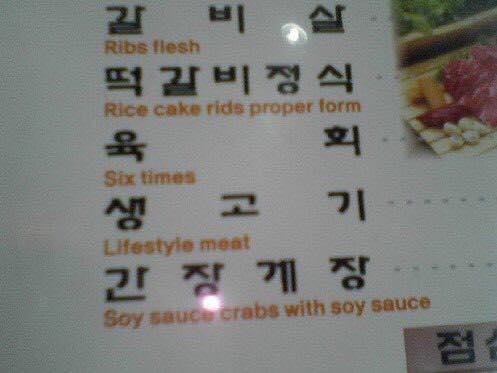 갈비살
Ribs flesh
떡갈비정식
Rice cake rids proper form
육회
Six times
생고기
Lifestyle meat
간장게장
Soy sauce crabs with soy sauce
점